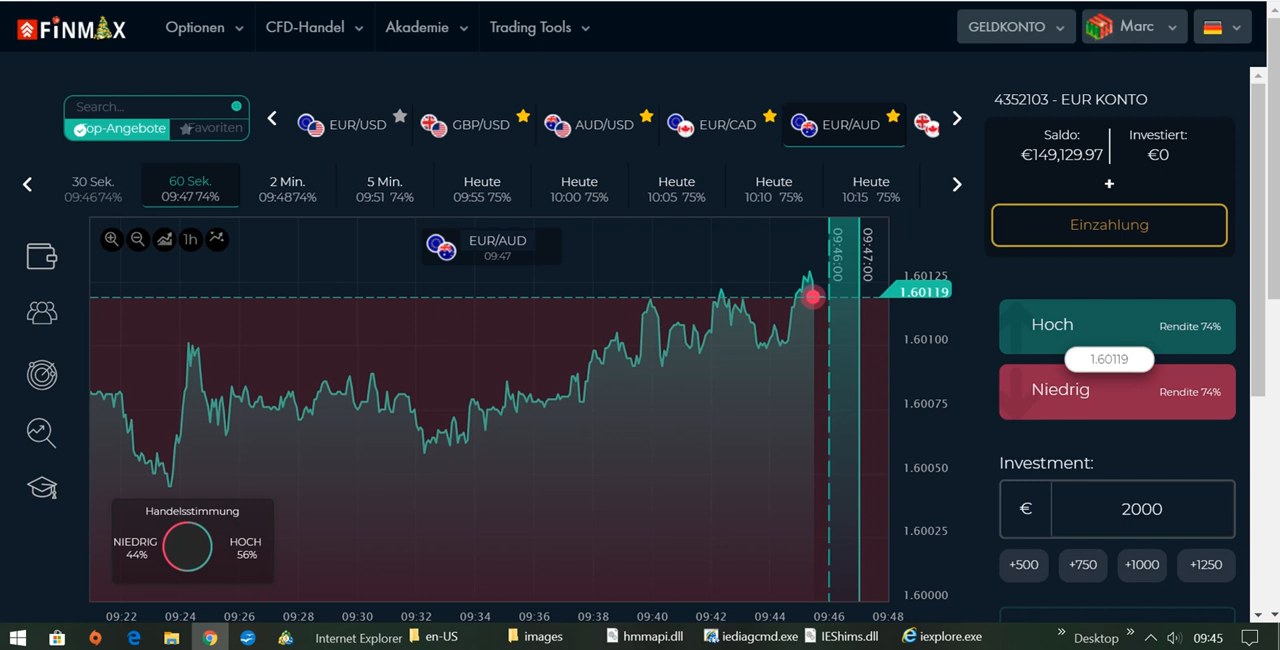 FiNMAX
Optionen
CFD-Handel
Akademie
Trading Tools
GELDKONTO
Marc
Search...
Top-Angebote
Favoriten
EUR/USD
GBP/USD
AUD/USD
EUR/CAD
EUR/AUD
4352103 - EUR KONTO
Saldo:
€149,129.97
Investiert:
€0
+
Einzahlung
30 Sek.
09:46 74%
60 Sek.
09:47 74%
2 Min.
09:48 74%
5 Min.
09:51 74%
Heute
09:55 75%
Heute
10:00 75%
Heute
10:05 75%
Heute
10:10 75%
Heute
10:15 75%
1h
EUR/AUD
09:47
09:46:00
09:47:00
1.60125
1.60119
1.60100
1.60075
1.60050
1.60025
1.60000
Hoch
Rendite 74%
1.60119
Niedrig
Rendite 74%
Investment:
€
2000
+500
+750
+1000
+1250
Handelsstimmung
NIEDRIG
44%
HOCH
56%
09:22
09:24
09:26
09:28
09:30
09:32
09:34
09:36
09:38
09:40
09:42
09:44
09:46
09:48
Internet Explorer
en-US
images
hmmapi.dll
iediagcmd.exe
IEShims.dll
iexplore.exe
Desktop
09:45